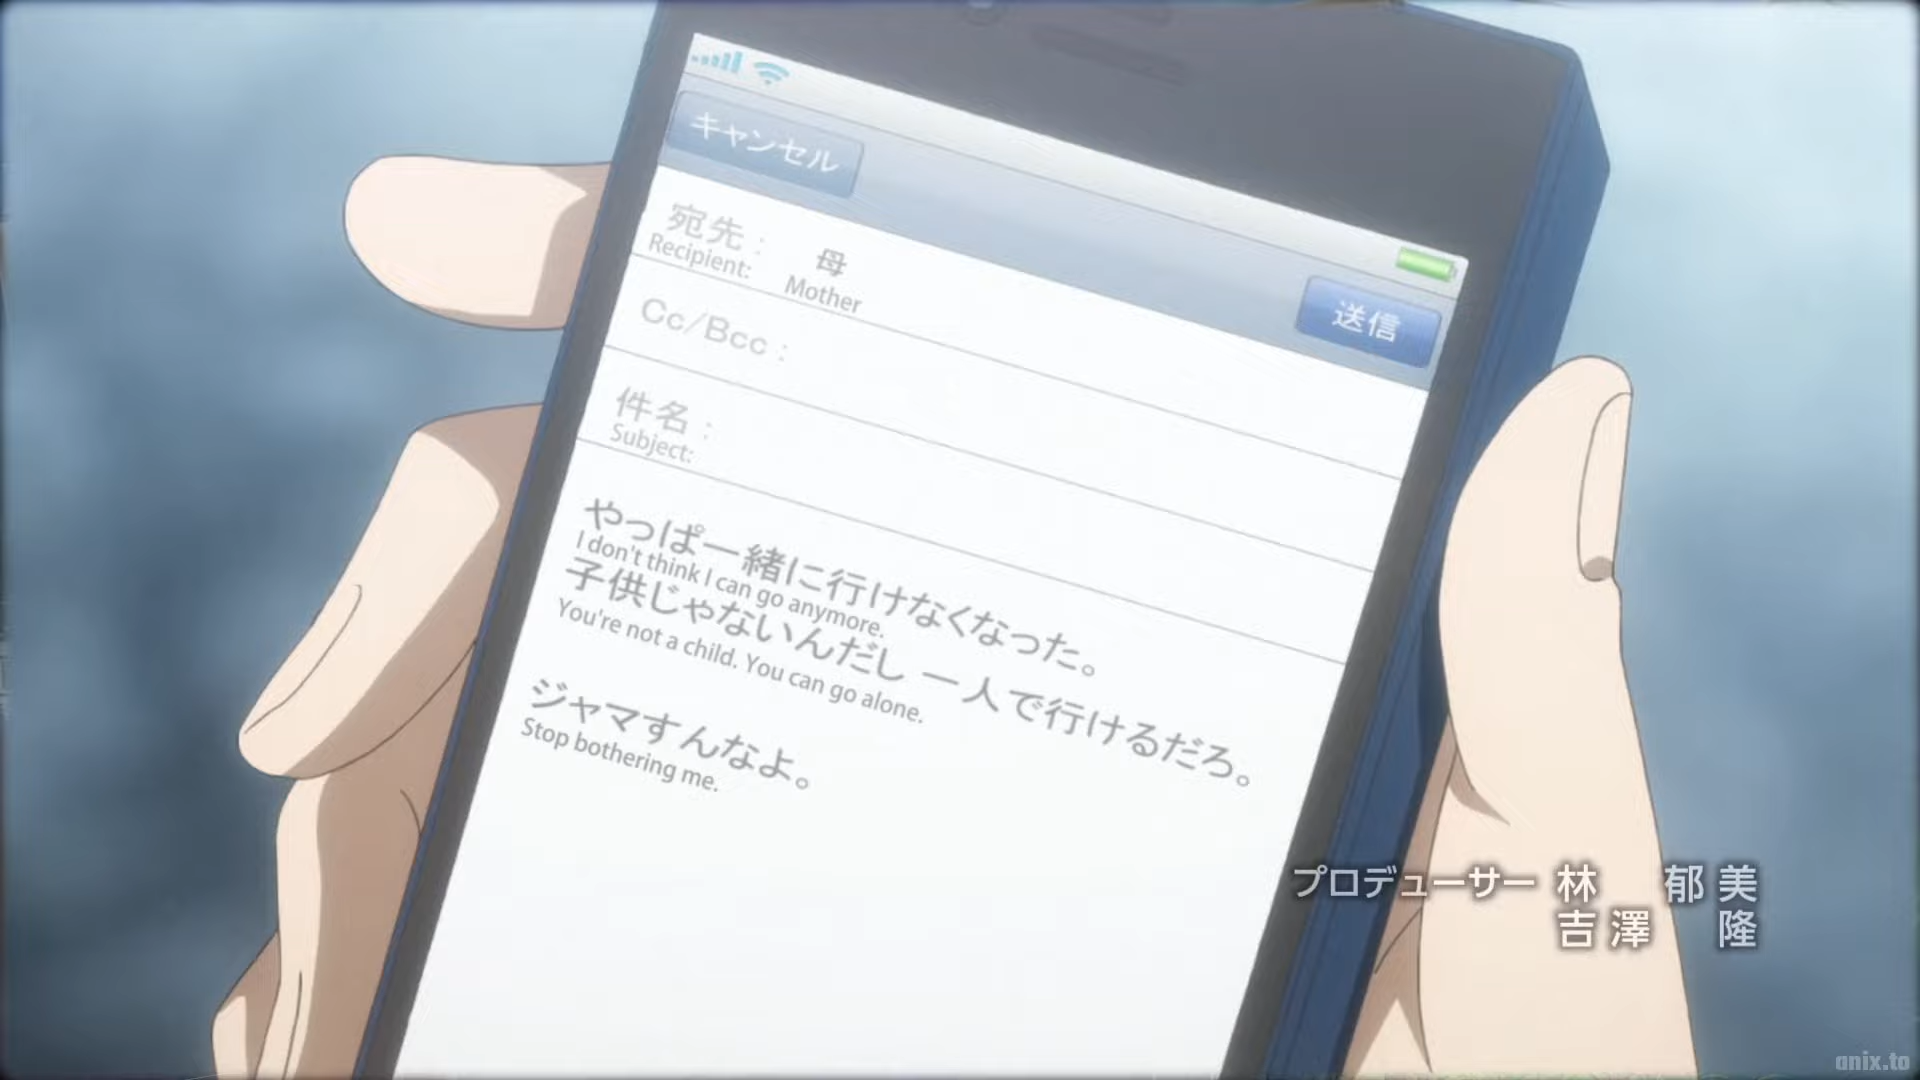 キャンセル
送信
宛先： 母
Recipient: Mother
Cc/Bcc：
件名：
Subject:
やっぱ一緒に行けなくなった。
I don't think I can go anymore.
子供じゃないんだし 一人で行けるだろ。
You're not a child. You can go alone.
ジャマすんなよ。
Stop bothering me.
プロデューサー 林 郁美
吉澤 隆
anix.to